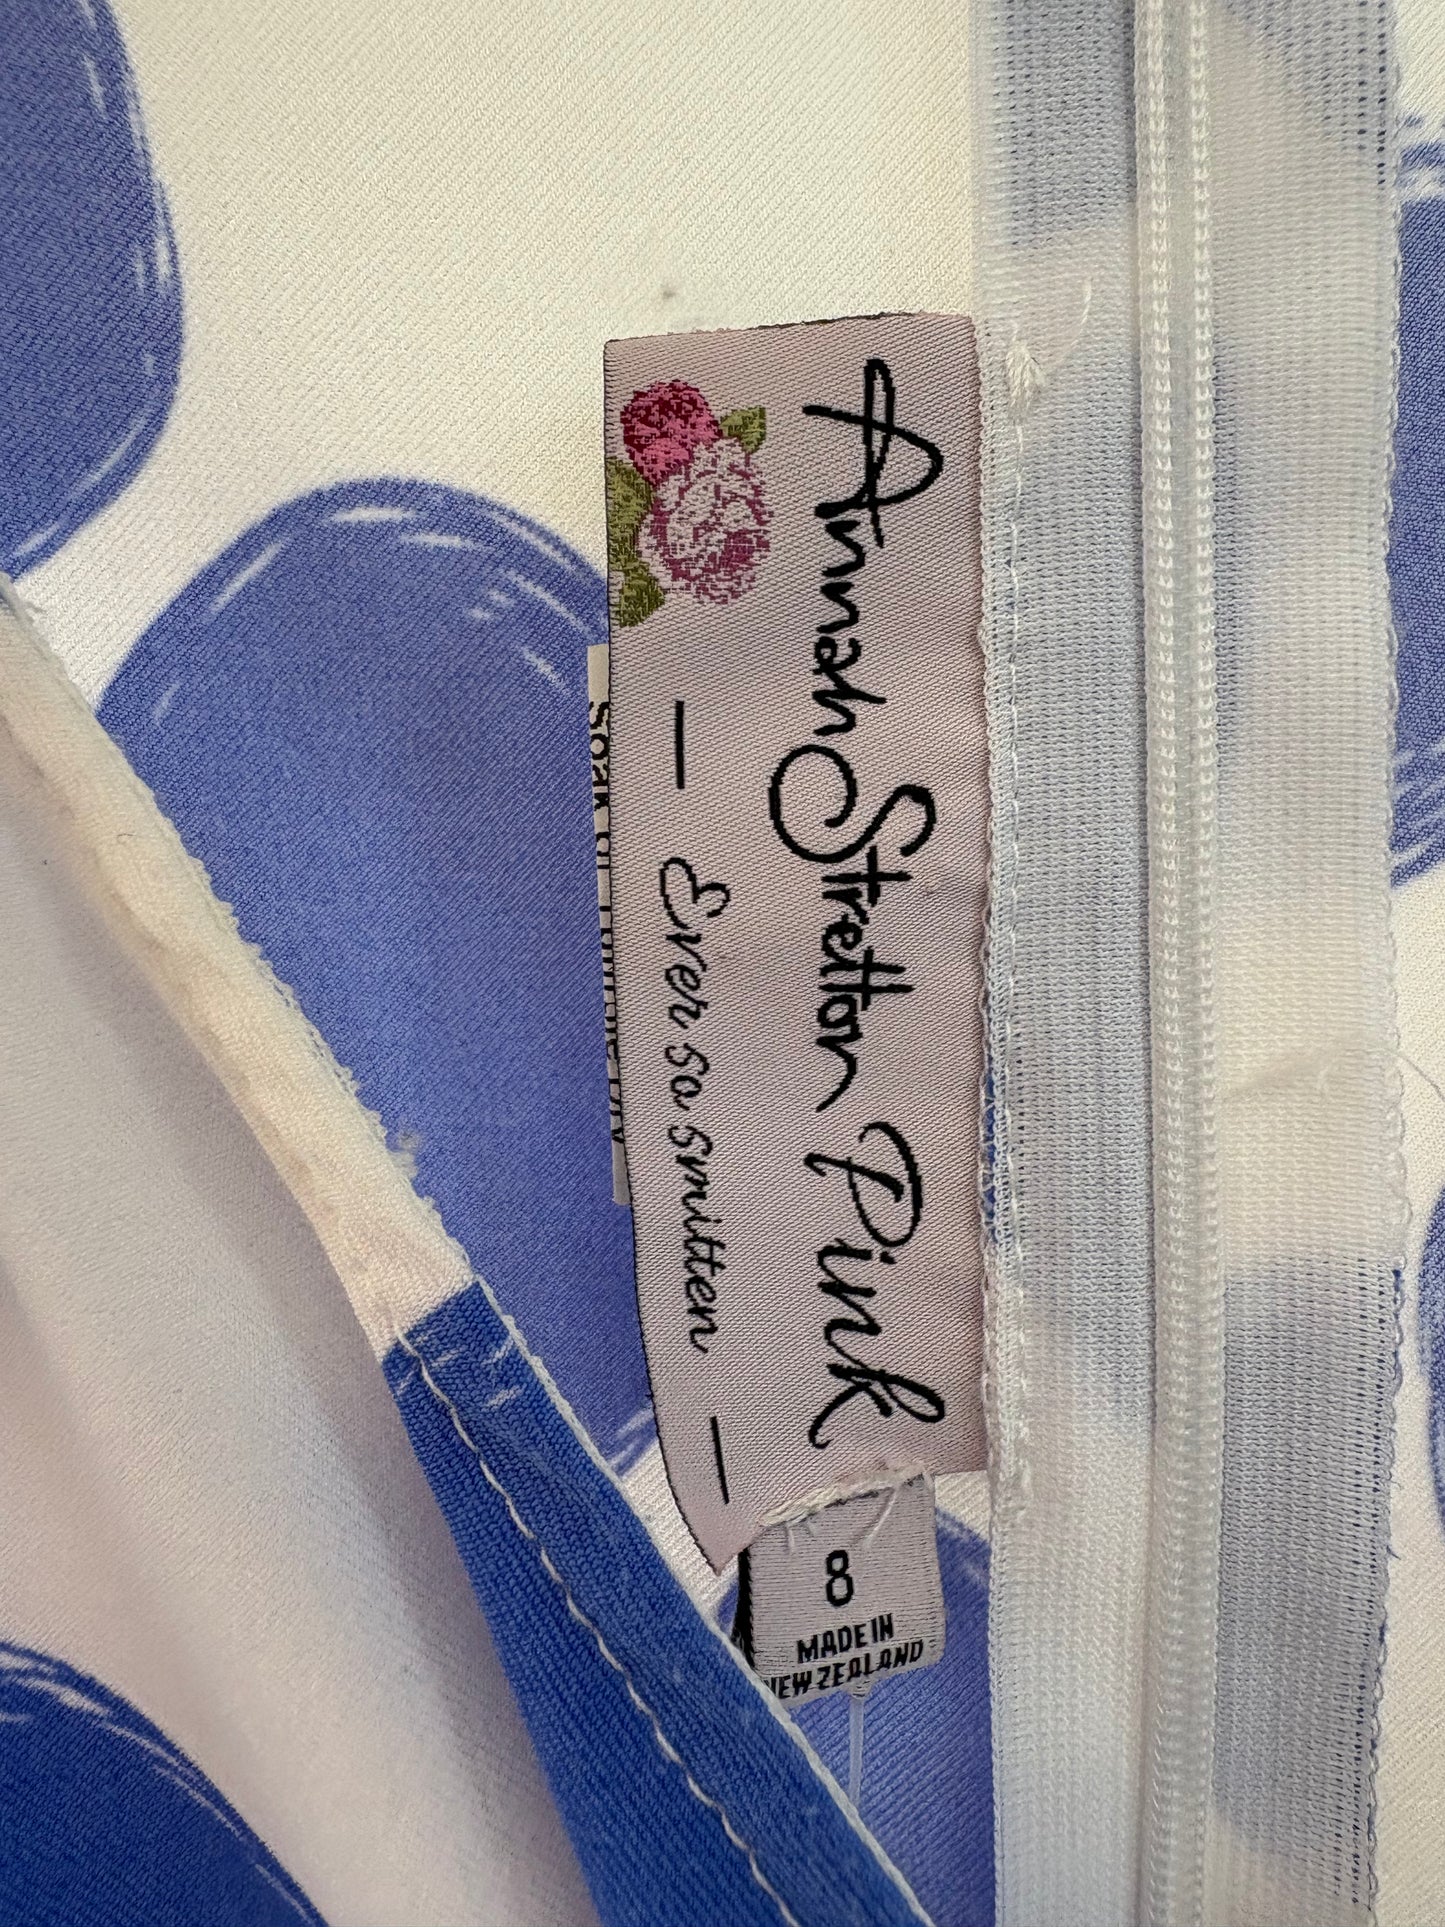 Annah Stretton Pink
— Ever so Smitten —
8
MADE IN
NEW ZEALAND